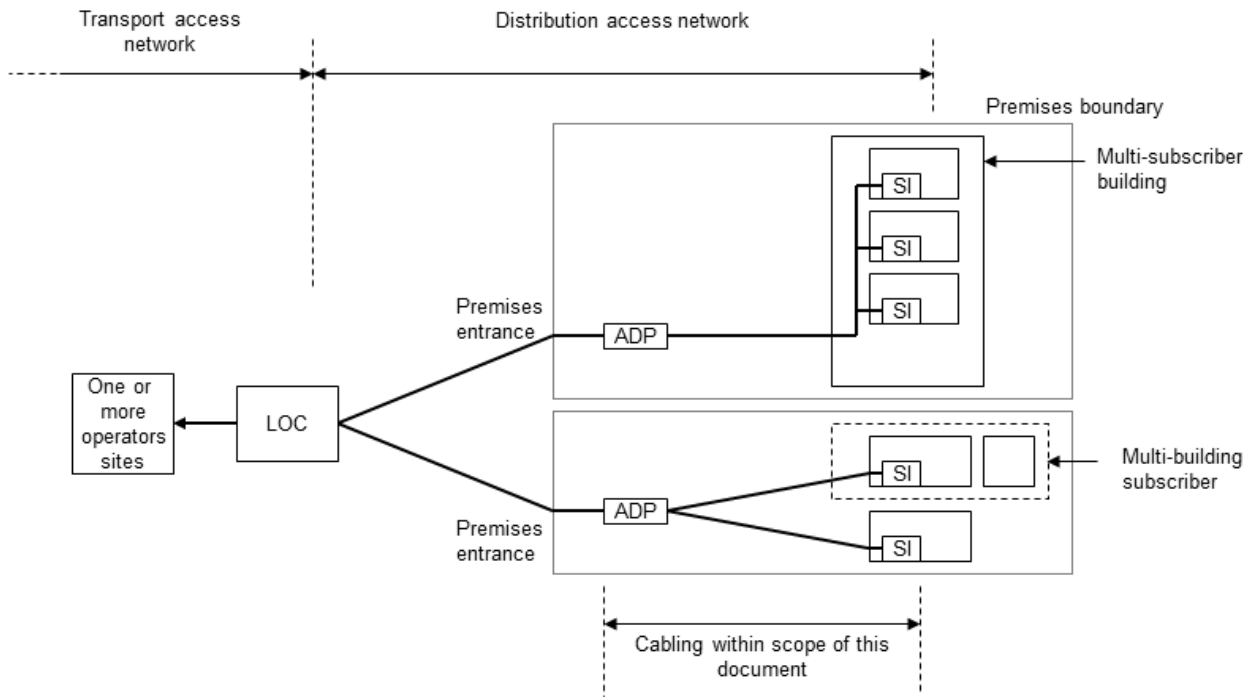 Transport access
network
Distribution access network
Premises boundary
Multi-subscriber
building
SI
SI
SI
Premises
entrance
ADP
One or
more
operators
sites
LOC
SI
Multi-building
subscriber
ADP
Premises
entrance
SI
Cabling within scope of this
document